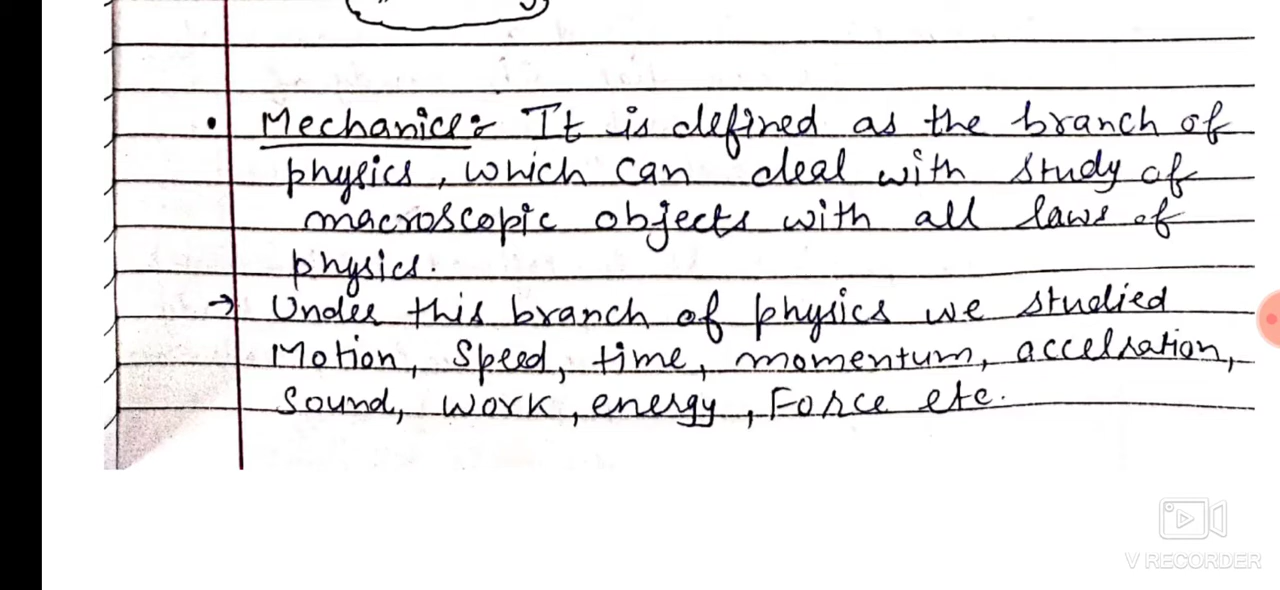 • Mechanics:- It is defined as the branch of
physics, which can deal with study of
macroscopic objects with all laws of
physics.
→ Under this branch of physics we studied
Motion, Speed, time, momentum, accelration,
Sound, work, energy, Force etc.
V RECORDER